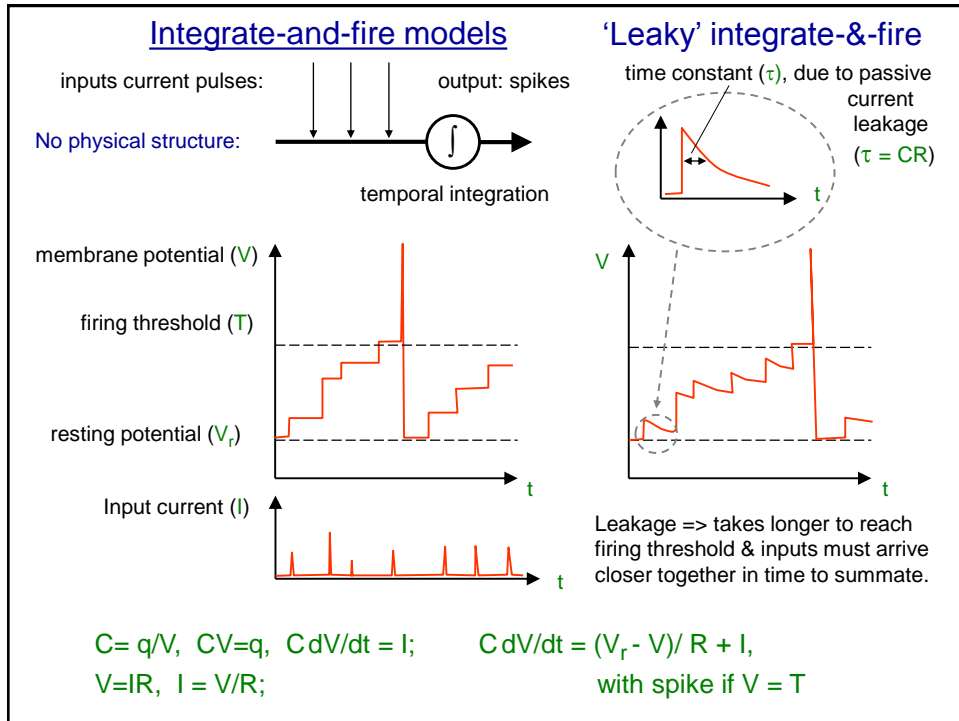 Integrate-and-fire models
inputs current pulses:
output: spikes
No physical structure:
∫
temporal integration
membrane potential (V)
firing threshold (T)
resting potential (Vᵣ)
t
Input current (I)
t
'Leaky' integrate-&-fire
time constant (τ), due to passive
current
leakage
(τ = CR)
t
V
t
Leakage => takes longer to reach
firing threshold & inputs must arrive
closer together in time to summate.
C= q/V, CV=q, C dV/dt = I;
V=IR, I = V/R;
C dV/dt = (Vᵣ - V)/ R + I,
with spike if V = T